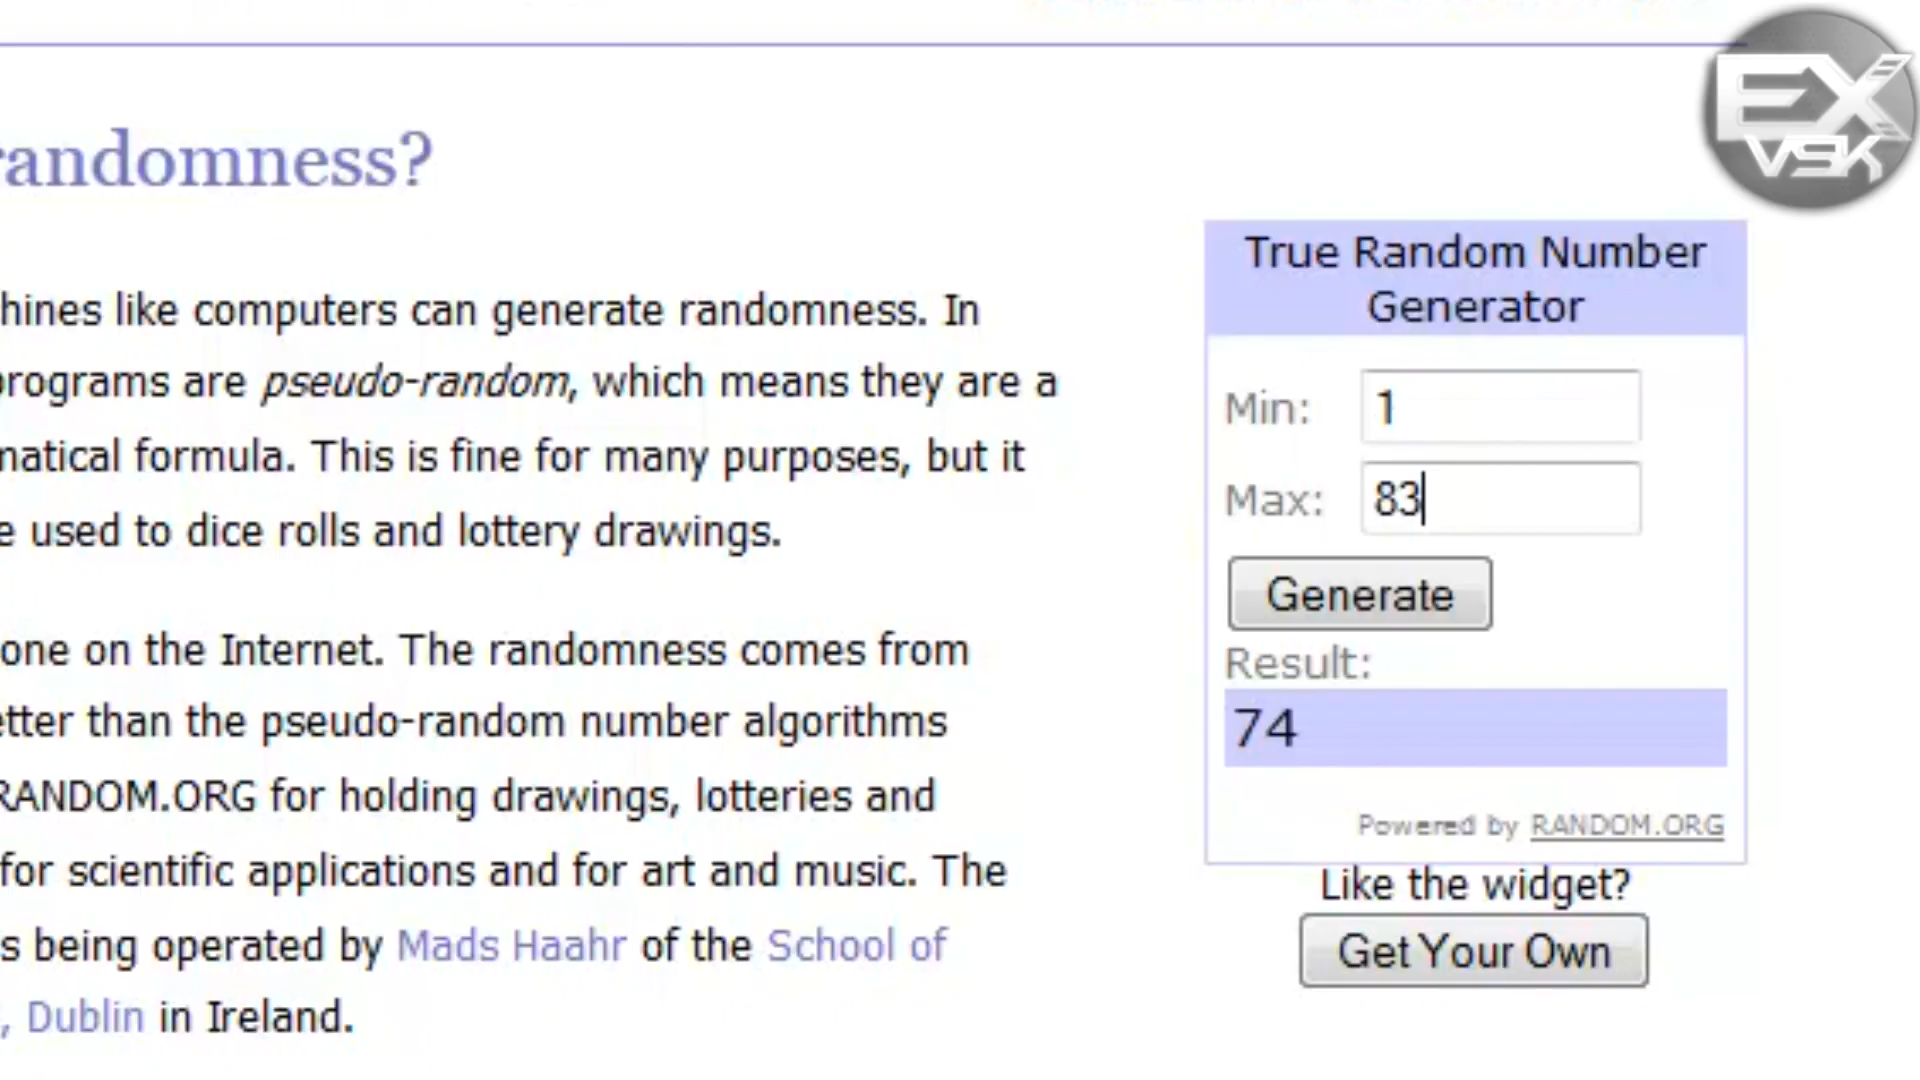 randomness?
hines like computers can generate randomness. In
programs are pseudo-random, which means they are a
natical formula. This is fine for many purposes, but it
e used to dice rolls and lottery drawings.
one on the Internet. The randomness comes from
etter than the pseudo-random number algorithms
RANDOM.ORG for holding drawings, lotteries and
for scientific applications and for art and music. The
s being operated by Mads Haahr of the School of
, Dublin in Ireland.
EX
VSK
True Random Number
Generator
Min: 1
Max: 83
Generate
Result:
74
Powered by RANDOM.ORG
Like the widget?
Get Your Own